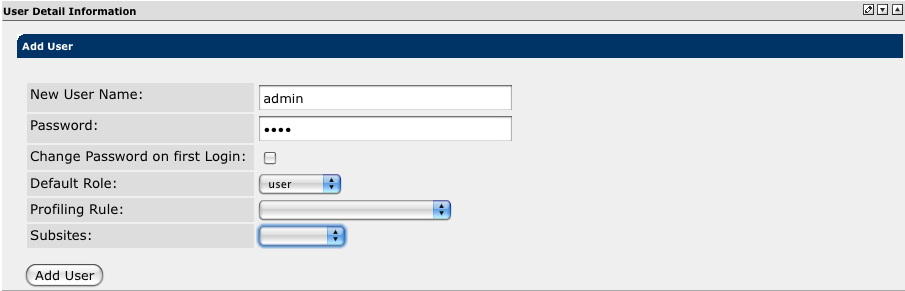 User Detail Information
Add User
New User Name:
admin
Password:
••••
Change Password on first Login:
Default Role:
user
Profiling Rule:
Subsites:
Add User